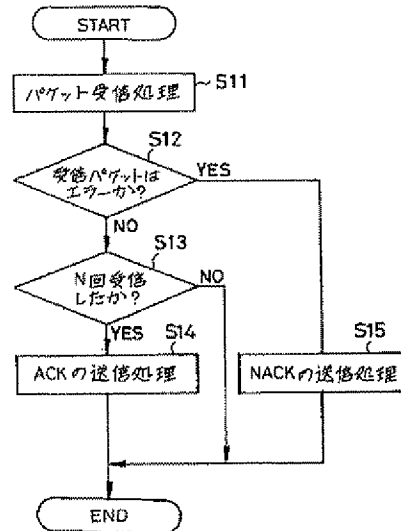 START
パケット受信処理
S11
S12
受信パケットは
エラーか?
YES
NO
S13
N回受信
したか?
NO
YES
S14
S15
ACKの送信処理
NACKの送信処理
END